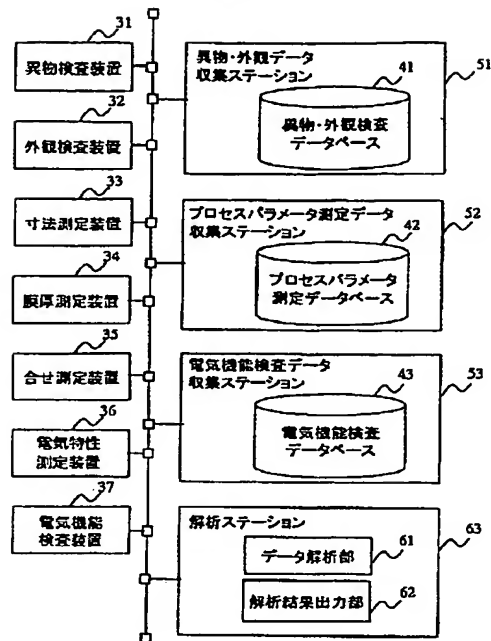 31
異物検査装置
32
外観検査装置
33
寸法測定装置
34
膜厚測定装置
35
合せ測定装置
36
電気特性
測定装置
37
電気機能
検査装置
異物・外観データ
収集ステーション
41
51
異物・外観検査
データベース
プロセスパラメータ測定データ
収集ステーション
42
52
プロセスパラメータ
測定データベース
電気機能検査データ
収集ステーション
43
53
電気機能検査
データベース
解析ステーション
63
61
データ解析部
62
解析結果出力部